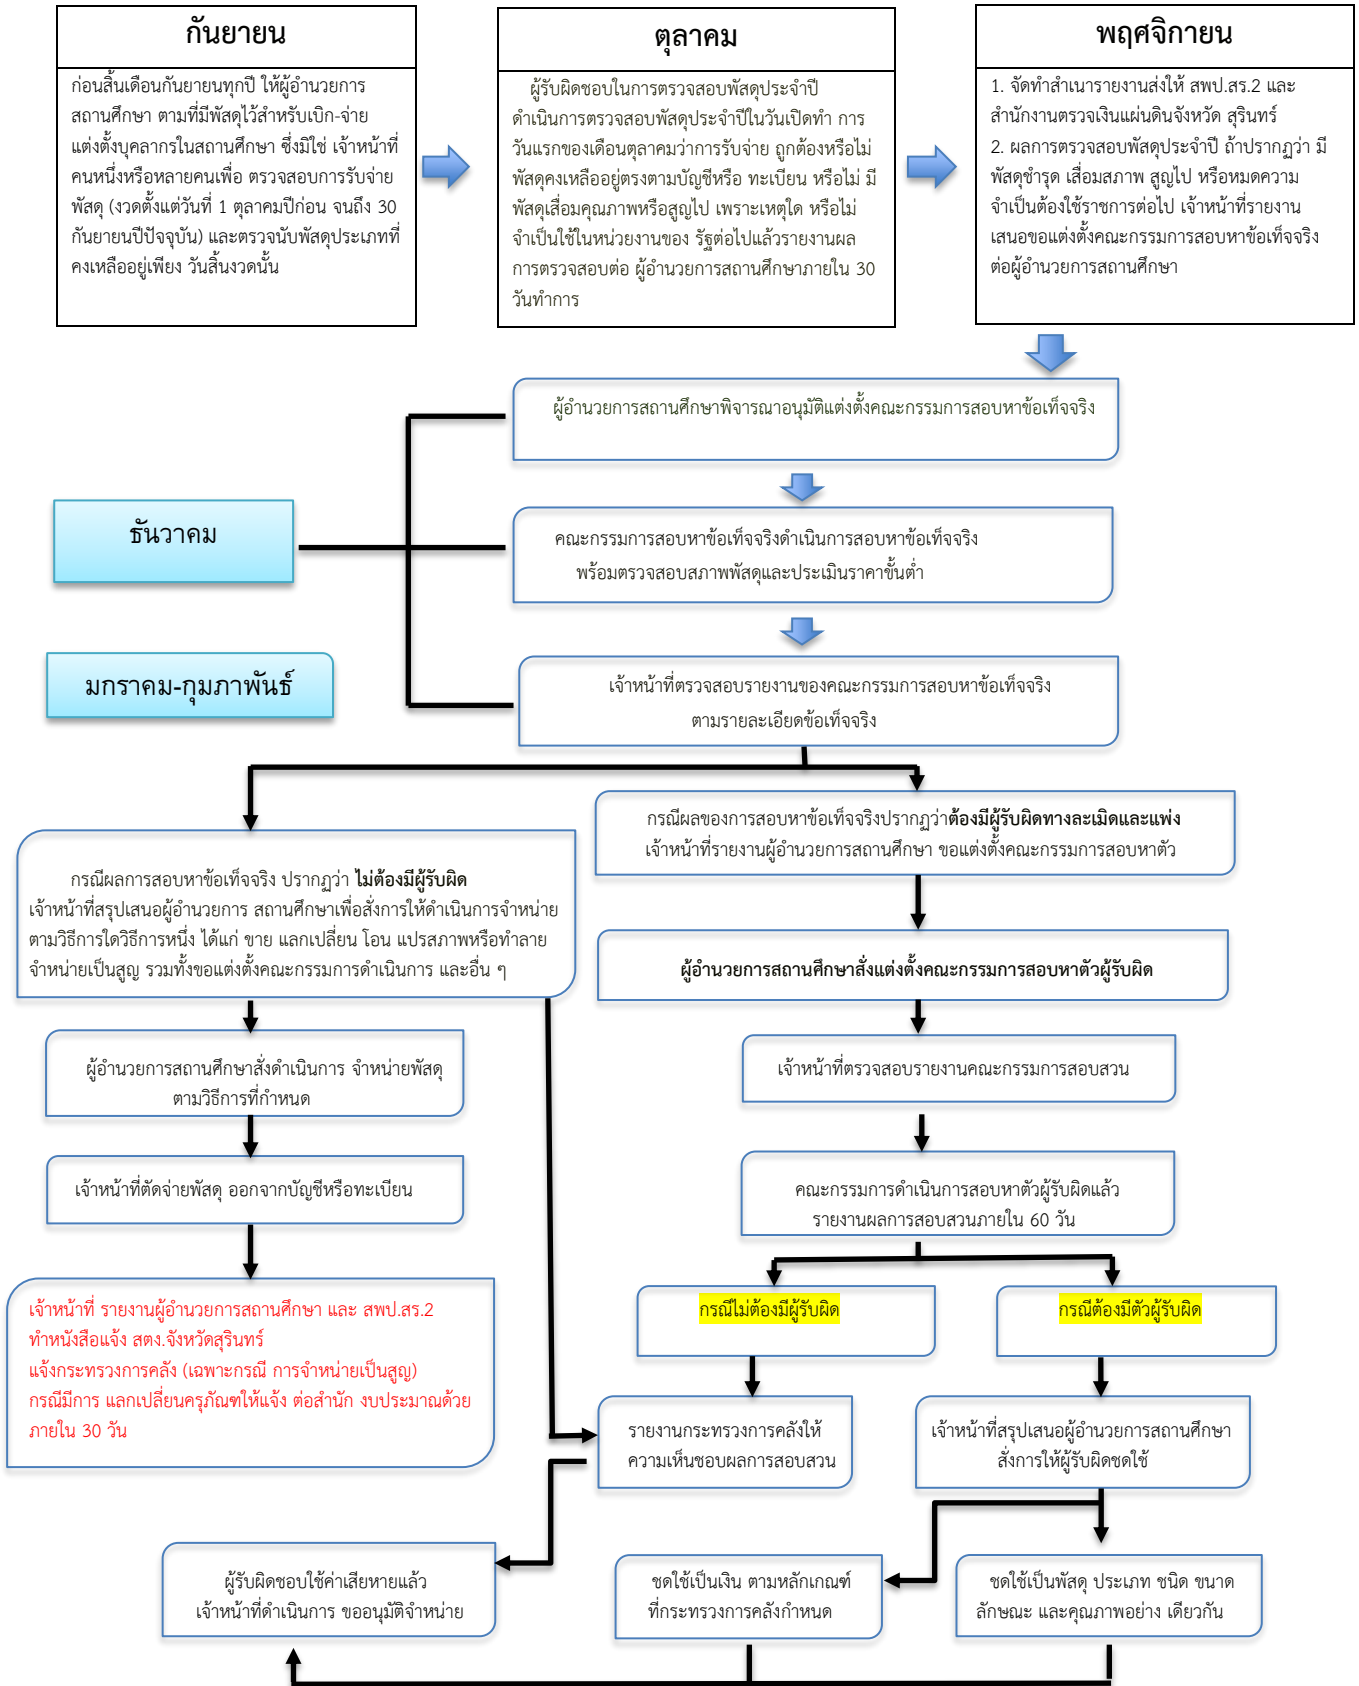 กันยายน
ก่อนสิ้นเดือนกันยายนทุกปี ให้ผู้อำนวยการ
สถานศึกษา ตามที่มีพัสดุไว้สำหรับเบิก-จ่าย
แต่งตั้งบุคลากรในสถานศึกษา ซึ่งมิใช่ เจ้าหน้าที่
คนหนึ่งหรือหลายคนเพื่อ ตรวจสอบการรับจ่าย
พัสดุ (งวดตั้งแต่วันที่ 1 ตุลาคมปีก่อน จนถึง 30
กันยายนปีปัจจุบัน) และตรวจนับพัสดุประเภทที่
คงเหลืออยู่เพียง วันสิ้นงวดนั้น
ตุลาคม
ผู้รับผิดชอบในการตรวจสอบพัสดุประจำปี
ดำเนินการตรวจสอบพัสดุประจำปีในวันเปิดทำ การ
วันแรกของเดือนตุลาคมว่าการรับจ่าย ถูกต้องหรือไม่
พัสดุคงเหลืออยู่ตรงตามบัญชีหรือ ทะเบียน หรือไม่ มี
พัสดุเสื่อมคุณภาพหรือสูญไป เพราะเหตุใด หรือไม่
จำเป็นใช้ในหน่วยงานของ รัฐต่อไปแล้วรายงานผล
การตรวจสอบต่อ ผู้อำนวยการสถานศึกษาภายใน 30
วันทำการ
พฤศจิกายน
1. จัดทำสำเนารายงานส่งให้ สพป.สร.2 และ
สำนักงานตรวจเงินแผ่นดินจังหวัด สุรินทร์
2. ผลการตรวจสอบพัสดุประจำปี ถ้าปรากฏว่า มี
พัสดุชำรุด เสื่อมสภาพ สูญไป หรือหมดความ
จำเป็นต้องใช้ราชการต่อไป เจ้าหน้าที่รายงาน
เสนอขอแต่งตั้งคณะกรรมการสอบหาข้อเท็จจริง
ต่อผู้อำนวยการสถานศึกษา
ผู้อำนวยการสถานศึกษาพิจารณาอนุมัติแต่งตั้งคณะกรรมการสอบหาข้อเท็จจริง
ธันวาคม
คณะกรรมการสอบหาข้อเท็จจริงดำเนินการสอบหาข้อเท็จจริง
พร้อมตรวจสอบสภาพพัสดุและประเมินราคาขั้นต่ำ
มกราคม-กุมภาพันธ์
เจ้าหน้าที่ตรวจสอบรายงานของคณะกรรมการสอบหาข้อเท็จจริง
ตามรายละเอียดข้อเท็จจริง
กรณีผลของการสอบหาข้อเท็จจริงปรากฏว่าต้องมีผู้รับผิดทางละเมิดและแพ่ง
เจ้าหน้าที่รายงานผู้อำนวยการสถานศึกษา ขอแต่งตั้งคณะกรรมการสอบหาตัว
กรณีผลการสอบหาข้อเท็จจริง ปรากฏว่า ไม่ต้องมีผู้รับผิด
เจ้าหน้าที่สรุปเสนอผู้อำนวยการ สถานศึกษาเพื่อสั่งการให้ดำเนินการจำหน่าย
ตามวิธีการใดวิธีการหนึ่ง ได้แก่ ขาย แลกเปลี่ยน โอน แปรสภาพหรือทำลาย
จำหน่ายเป็นสูญ รวมทั้งขอแต่งตั้งคณะกรรมการดำเนินการ และอื่น ๆ
ผู้อำนวยการสถานศึกษาสั่งแต่งตั้งคณะกรรมการสอบหาตัวผู้รับผิด
ผู้อำนวยการสถานศึกษาสั่งดำเนินการ จำหน่ายพัสดุ
ตามวิธีการที่กำหนด
เจ้าหน้าที่ตรวจสอบรายงานคณะกรรมการสอบสวน
เจ้าหน้าที่ตัดจ่ายพัสดุ ออกจากบัญชีหรือทะเบียน
คณะกรรมการดำเนินการสอบหาตัวผู้รับผิดแล้ว
รายงานผลการสอบสวนภายใน 60 วัน
เจ้าหน้าที่ รายงานผู้อำนวยการสถานศึกษา และ สพป.สร.2
ทำหนังสือแจ้ง สตง.จังหวัดสุรินทร์
แจ้งกระทรวงการคลัง (เฉพาะกรณี การจำหน่ายเป็นสูญ)
กรณีมีการ แลกเปลี่ยนครุภัณฑ์ให้แจ้ง ต่อสำนัก งบประมาณด้วย
ภายใน 30 วัน
กรณีไม่ต้องมีผู้รับผิด
กรณีต้องมีตัวผู้รับผิด
รายงานกระทรวงการคลังให้
ความเห็นชอบผลการสอบสวน
เจ้าหน้าที่สรุปเสนอผู้อำนวยการสถานศึกษา
สั่งการให้ผู้รับผิดชดใช้
ผู้รับผิดชอบใช้ค่าเสียหายแล้ว
เจ้าหน้าที่ดำเนินการ ขออนุมัติจำหน่าย
ชดใช้เป็นเงิน ตามหลักเกณฑ์
ที่กระทรวงการคลังกำหนด
ชดใช้เป็นพัสดุ ประเภท ชนิด ขนาด
ลักษณะ และคุณภาพอย่าง เดียวกัน